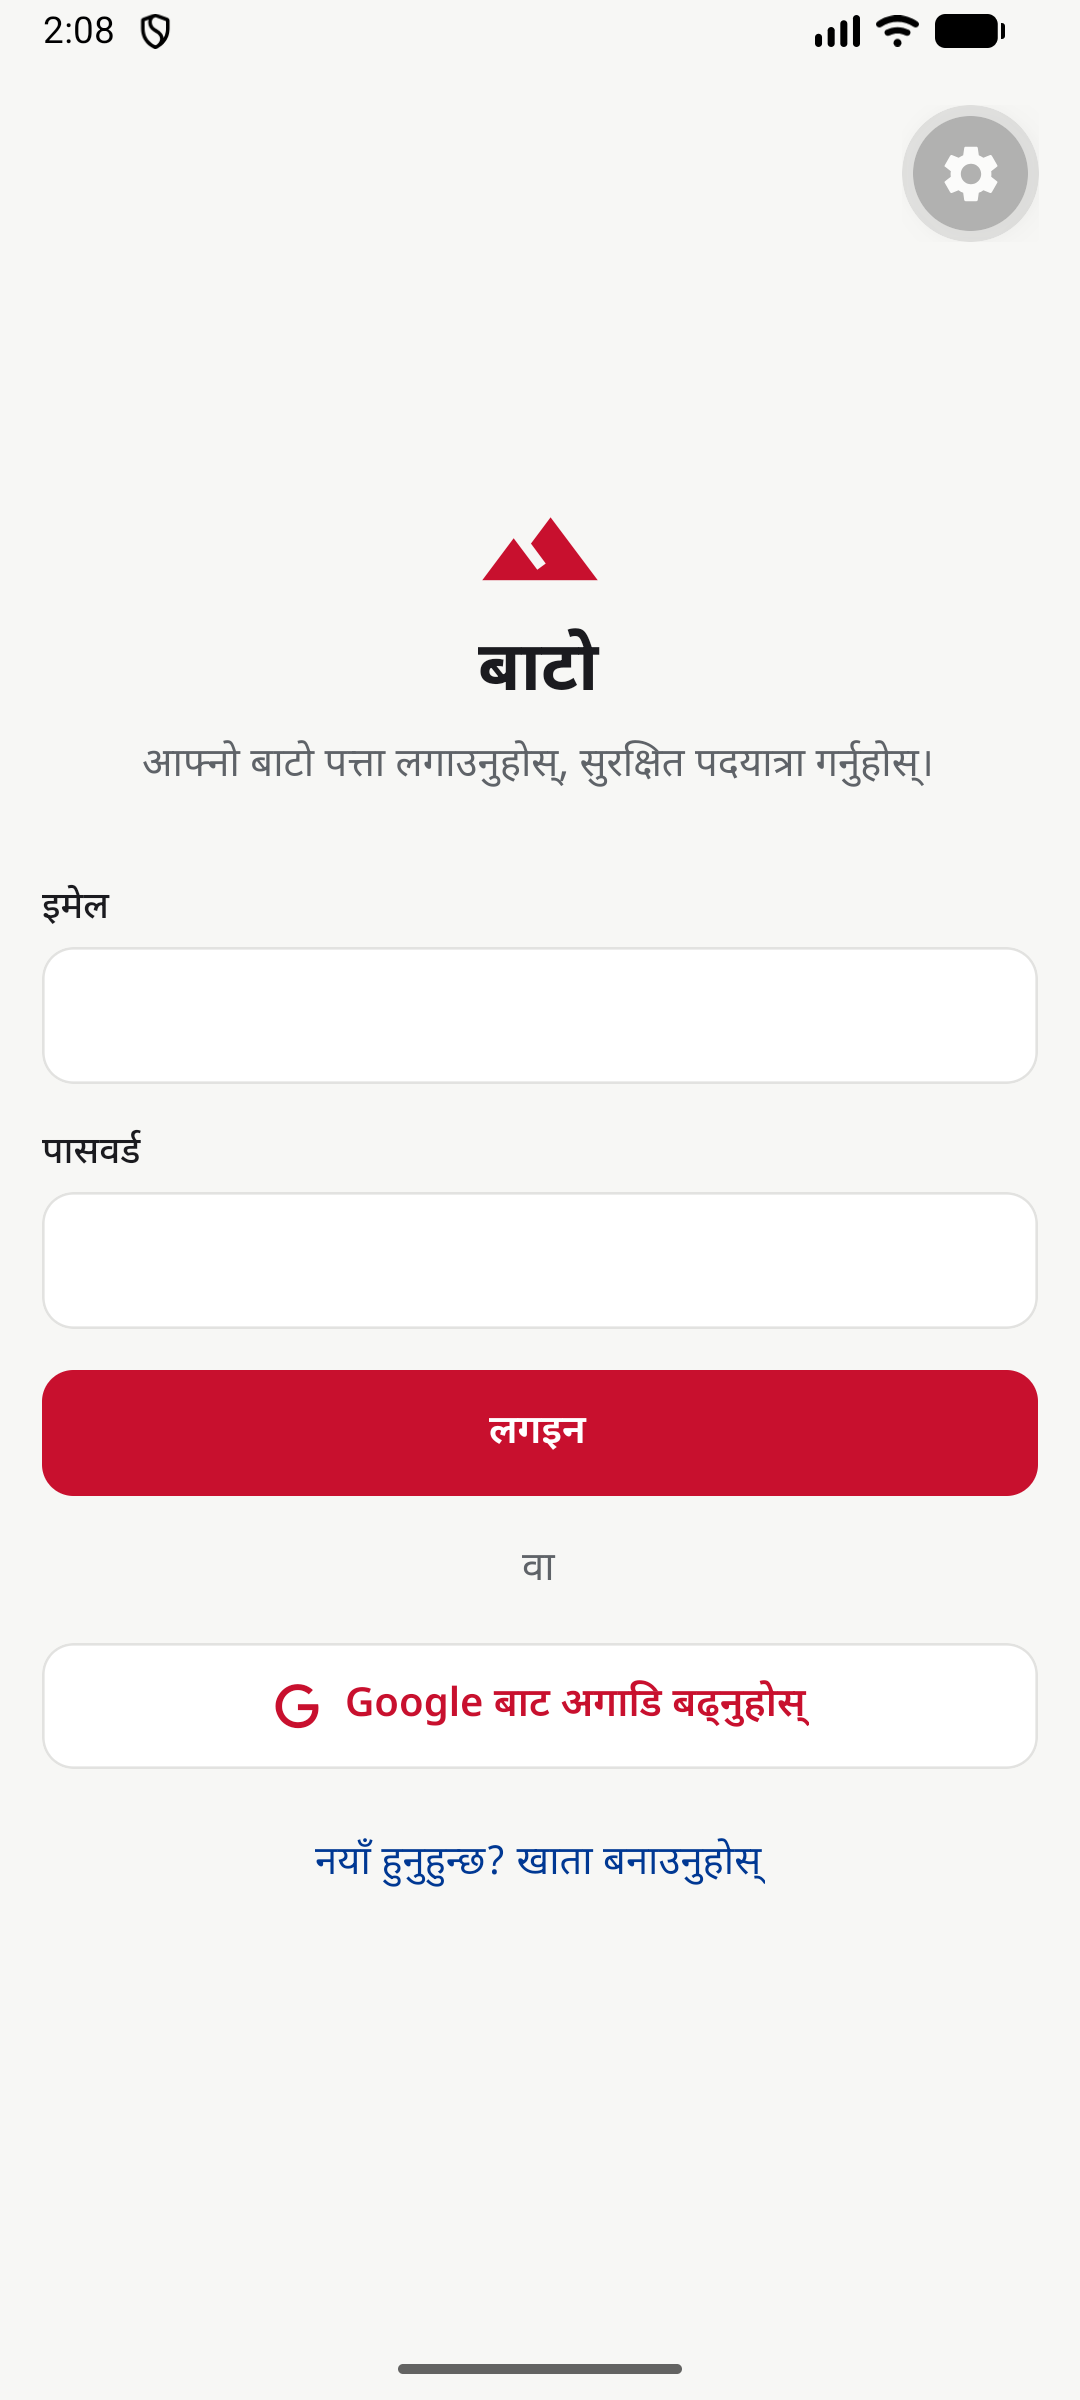 2:08
बाटो
आफ्नो बाटो पत्ता लगाउनुहोस्, सुरक्षित पदयात्रा गर्नुहोस्।
इमेल
पासवर्ड
लगइन
वा
Google बाट अगाडि बढ्नुहोस्
नयाँ हुनुहुन्छ? खाता बनाउनुहोस्